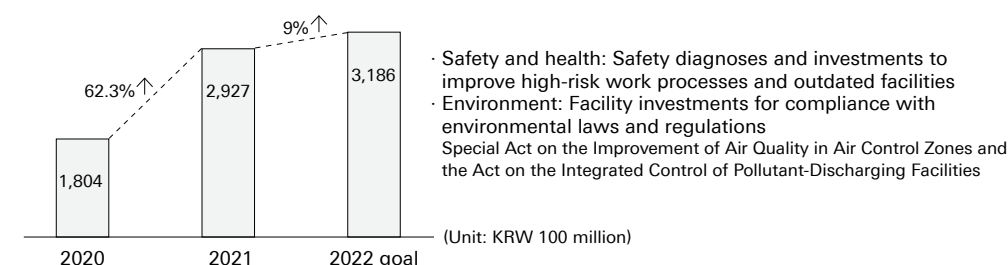 9%↑
62.3%↑
3,186
2,927
1,804
2020
2021
2022 goal
· Safety and health: Safety diagnoses and investments to
improve high-risk work processes and outdated facilities
· Environment: Facility investments for compliance with
environmental laws and regulations
Special Act on the Improvement of Air Quality in Air Control Zones and
the Act on the Integrated Control of Pollutant-Discharging Facilities
(Unit: KRW 100 million)